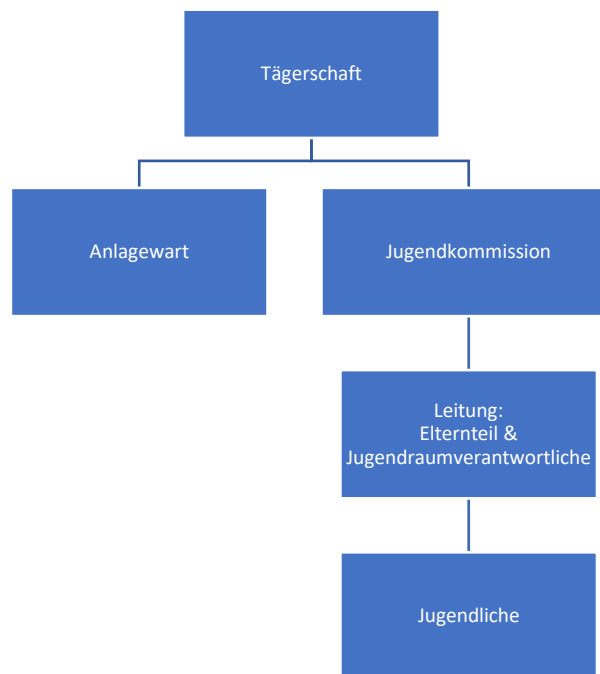 Tägerschaft
Anlagewart
Jugendkommission
Leitung:
Elternteil &
Jugendraumverantwortliche
Jugendliche